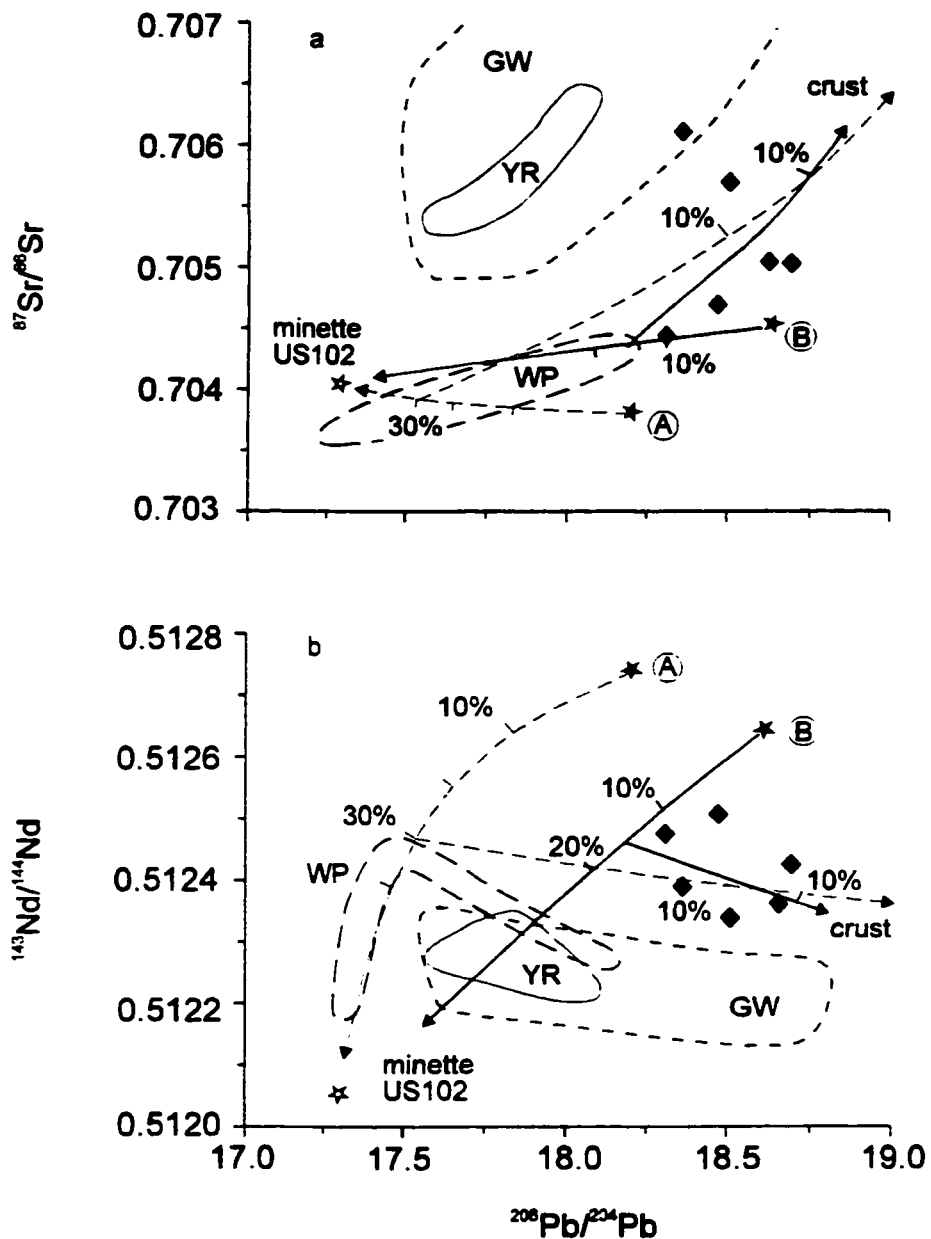 0.707
a
GW
crust
0.706
10%
YR
10%
0.705
⁸⁷Sr/⁸⁶Sr
minette
US102
B
WP
10%
0.704
30%
A
0.703
0.5128
b
A
10%
B
0.5126
10%
30%
20%
WP
0.5124
10%
10%
crust
¹⁴³Nd/¹⁴⁴Nd
YR
GW
0.5122
minette
US102
0.5120
17.0 17.5 18.0 18.5 19.0
²⁰⁶Pb/²⁰⁴Pb